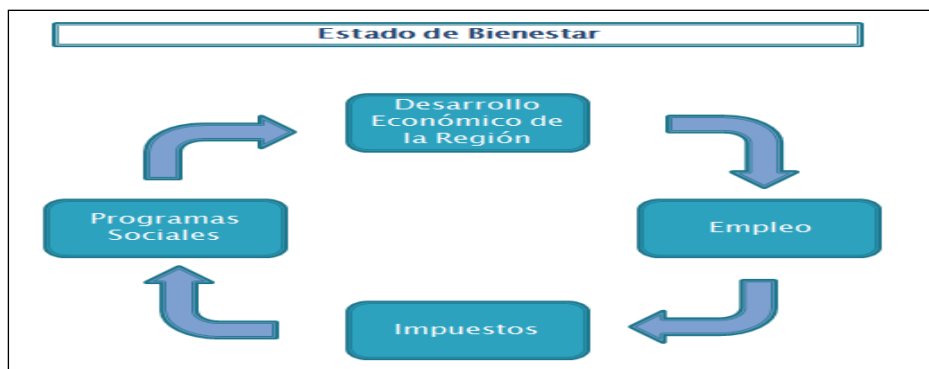 Estado de Bienestar
Desarrollo
Económico de
la Región
Programas
Sociales
Empleo
Impuestos